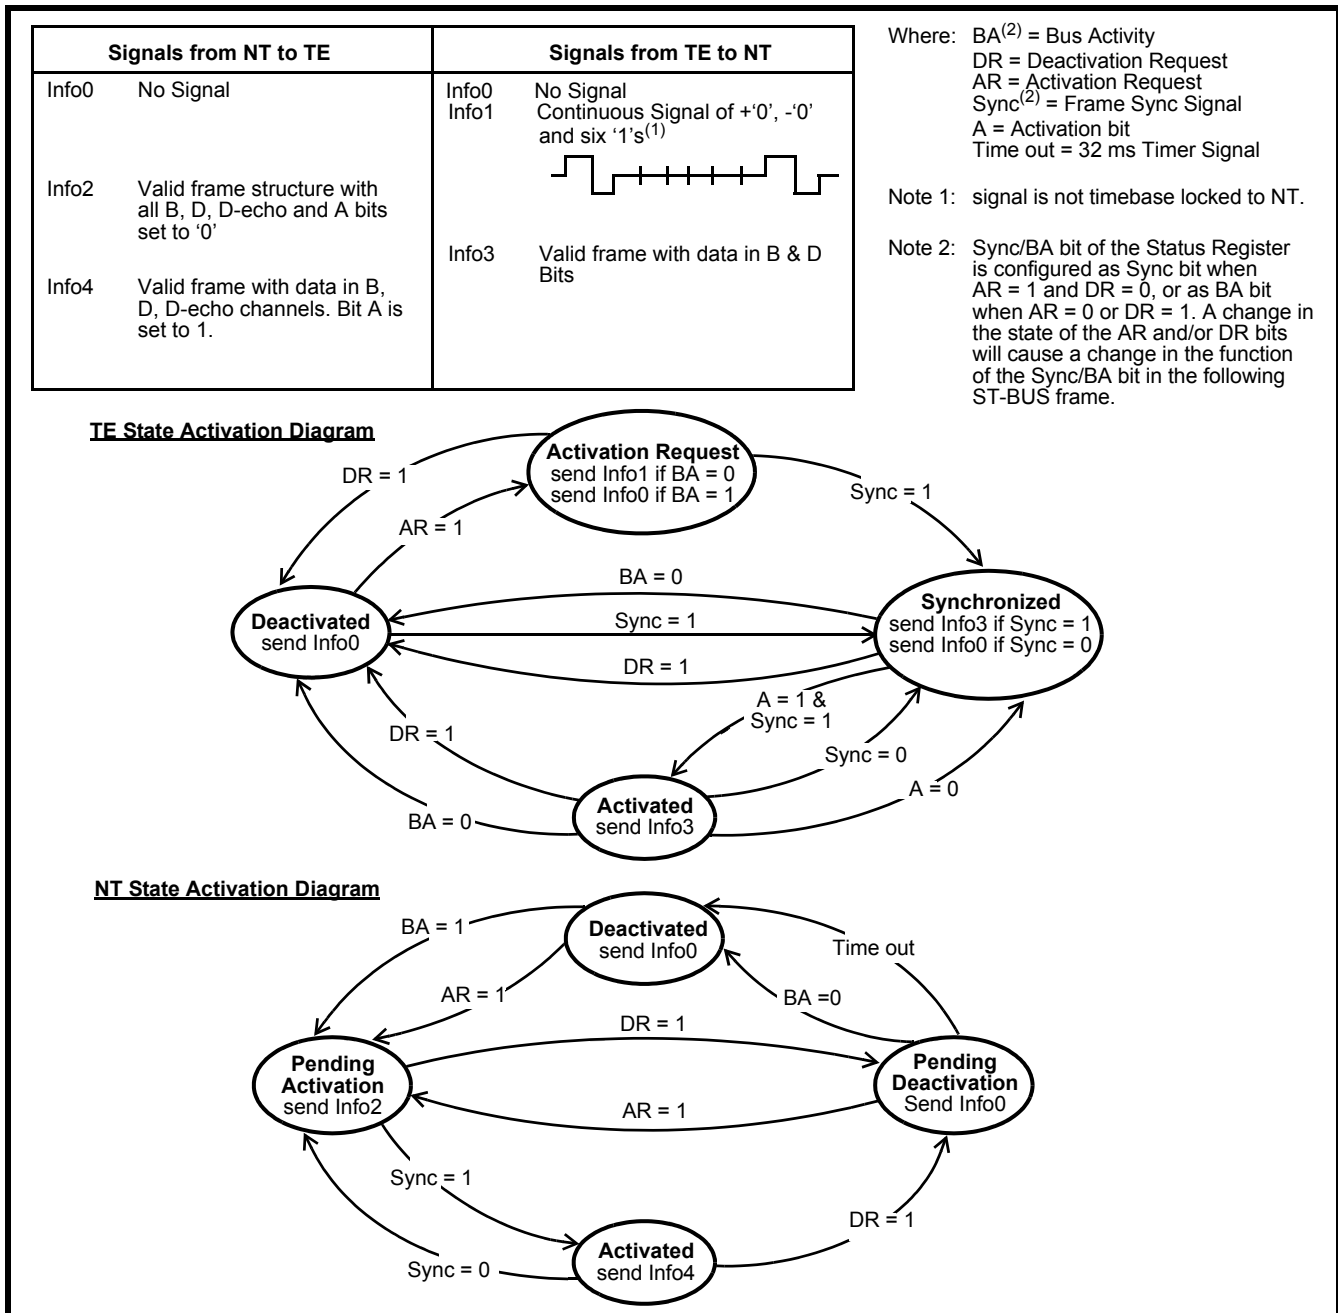 Signals from NT to TE
Signals from TE to NT
Info0 No Signal
Info2 Valid frame structure with
all B, D, D-echo and A bits
set to ‘0’
Info4 Valid frame with data in B,
D, D-echo channels. Bit A is
set to 1.
Info0 No Signal
Info1 Continuous Signal of +‘0’, -‘0’
and six ‘1’s(1)
Info3 Valid frame with data in B & D
Bits
Where: BA(2) = Bus Activity
DR = Deactivation Request
AR = Activation Request
Sync(2) = Frame Sync Signal
A = Activation bit
Time out = 32 ms Timer Signal
Note 1: signal is not timebase locked to NT.
Note 2: Sync/BA bit of the Status Register
is configured as Sync bit when
AR = 1 and DR = 0, or as BA bit
when AR = 0 or DR = 1. A change in
the state of the AR and/or DR bits
will cause a change in the function
of the Sync/BA bit in the following
ST-BUS frame.
TE State Activation Diagram
Activation Request
send Info1 if BA = 0
send Info0 if BA = 1
DR = 1
AR = 1
Sync = 1
BA = 0
Deactivated
send Info0
Sync = 1
Synchronized
send Info3 if Sync = 1
send Info0 if Sync = 0
DR = 1
A = 1 &
Sync = 1
DR = 1
Sync = 0
A = 0
Activated
send Info3
BA = 0
NT State Activation Diagram
BA = 1
Deactivated
send Info0
Time out
AR = 1
BA =0
DR = 1
Pending
Activation
send Info2
Pending
Deactivation
Send Info0
AR = 1
Sync = 1
DR = 1
Activated
send Info4
Sync = 0